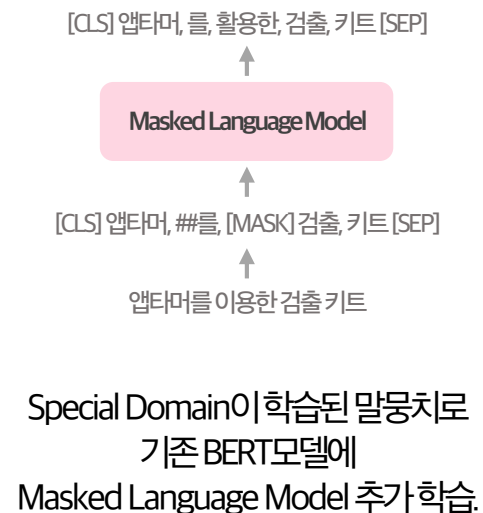 [CLS] 앱타머, 를, 활용한, 검출, 키트 [SEP]
Masked Language Model
[CLS] 앱타머, ##를, [MASK] 검출, 키트 [SEP]
앱타머를 이용한 검출 키트
Special Domain이 학습된 말뭉치로
기존 BERT모델에
Masked Language Model 추가 학습.